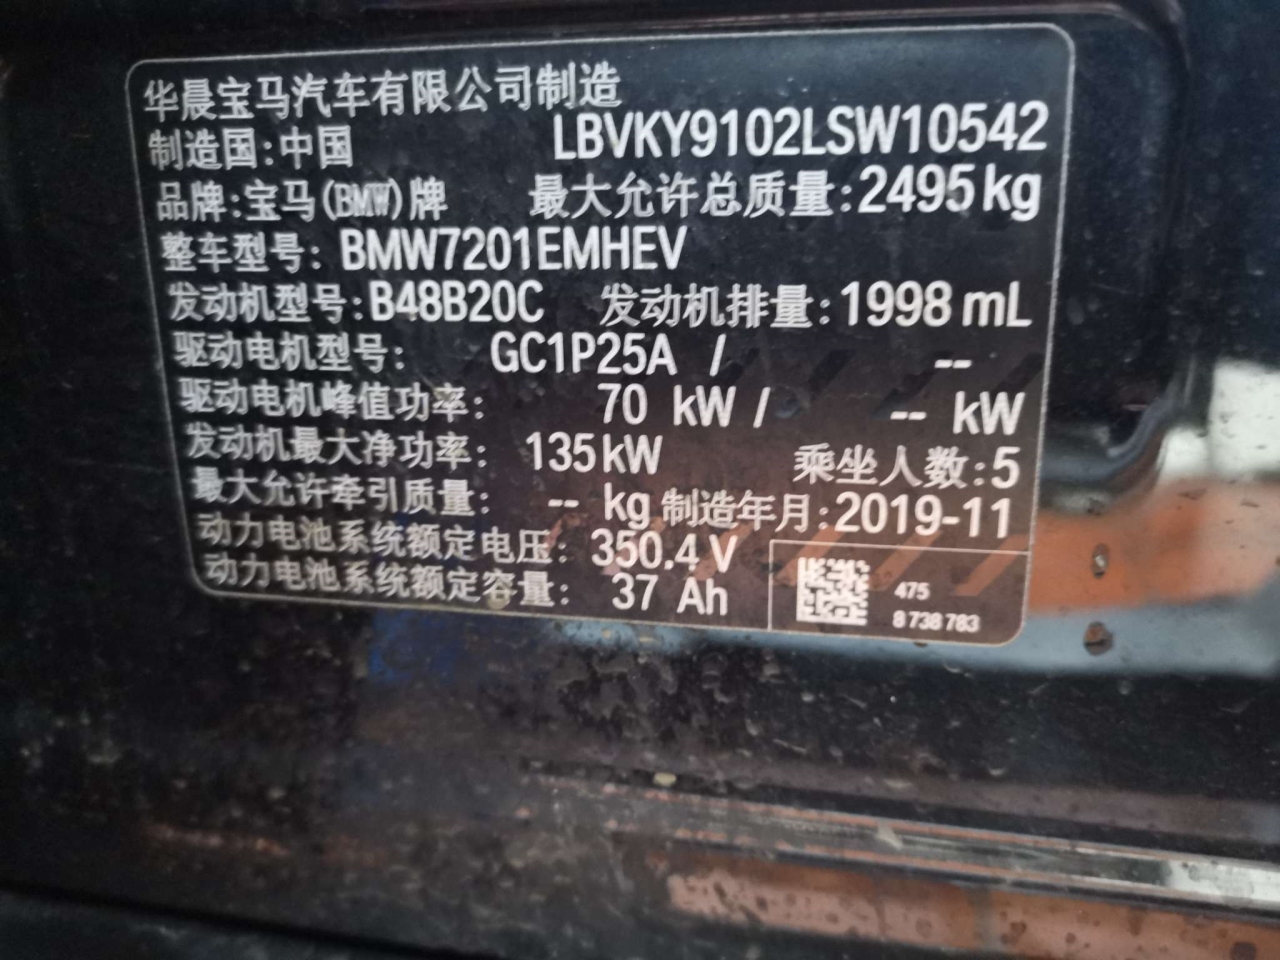 华晨宝马汽车有限公司制造
制造国:中国 LBVKY9102LSW10542
品牌:宝马(BMW)牌 最大允许总质量:2495kg
整车型号: BMW7201EMHEV
发动机型号:B48B20C 发动机排量:1998 mL
驱动电机型号: GC1P25A / --
驱动电机峰值功率: 70 kW / -- kW
发动机最大净功率: 135kW 乘坐人数:5
最大允许牵引质量: -- kg 制造年月:2019-11
动力电池系统额定电压: 350.4 V
动力电池系统额定容量: 37 Ah
475
8 738 783